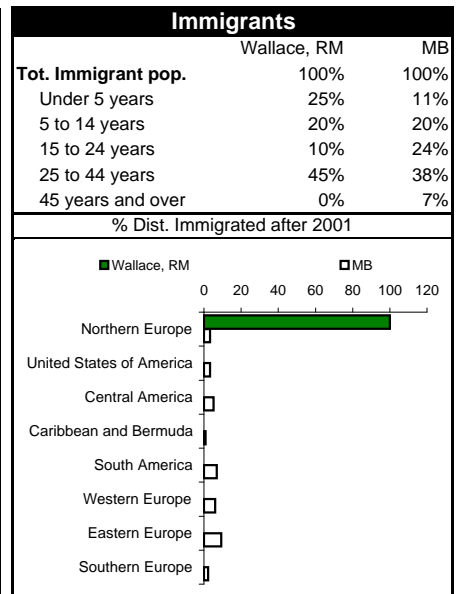 Immigrants
Wallace, RM MB
Tot. Immigrant pop. 100% 100%
Under 5 years 25% 11%
5 to 14 years 20% 20%
15 to 24 years 10% 24%
25 to 44 years 45% 38%
45 years and over 0% 7%
% Dist. Immigrated after 2001
Wallace, RM MB
0 20 40 60 80 100 120
Northern Europe
United States of America
Central America
Caribbean and Bermuda
South America
Western Europe
Eastern Europe
Southern Europe